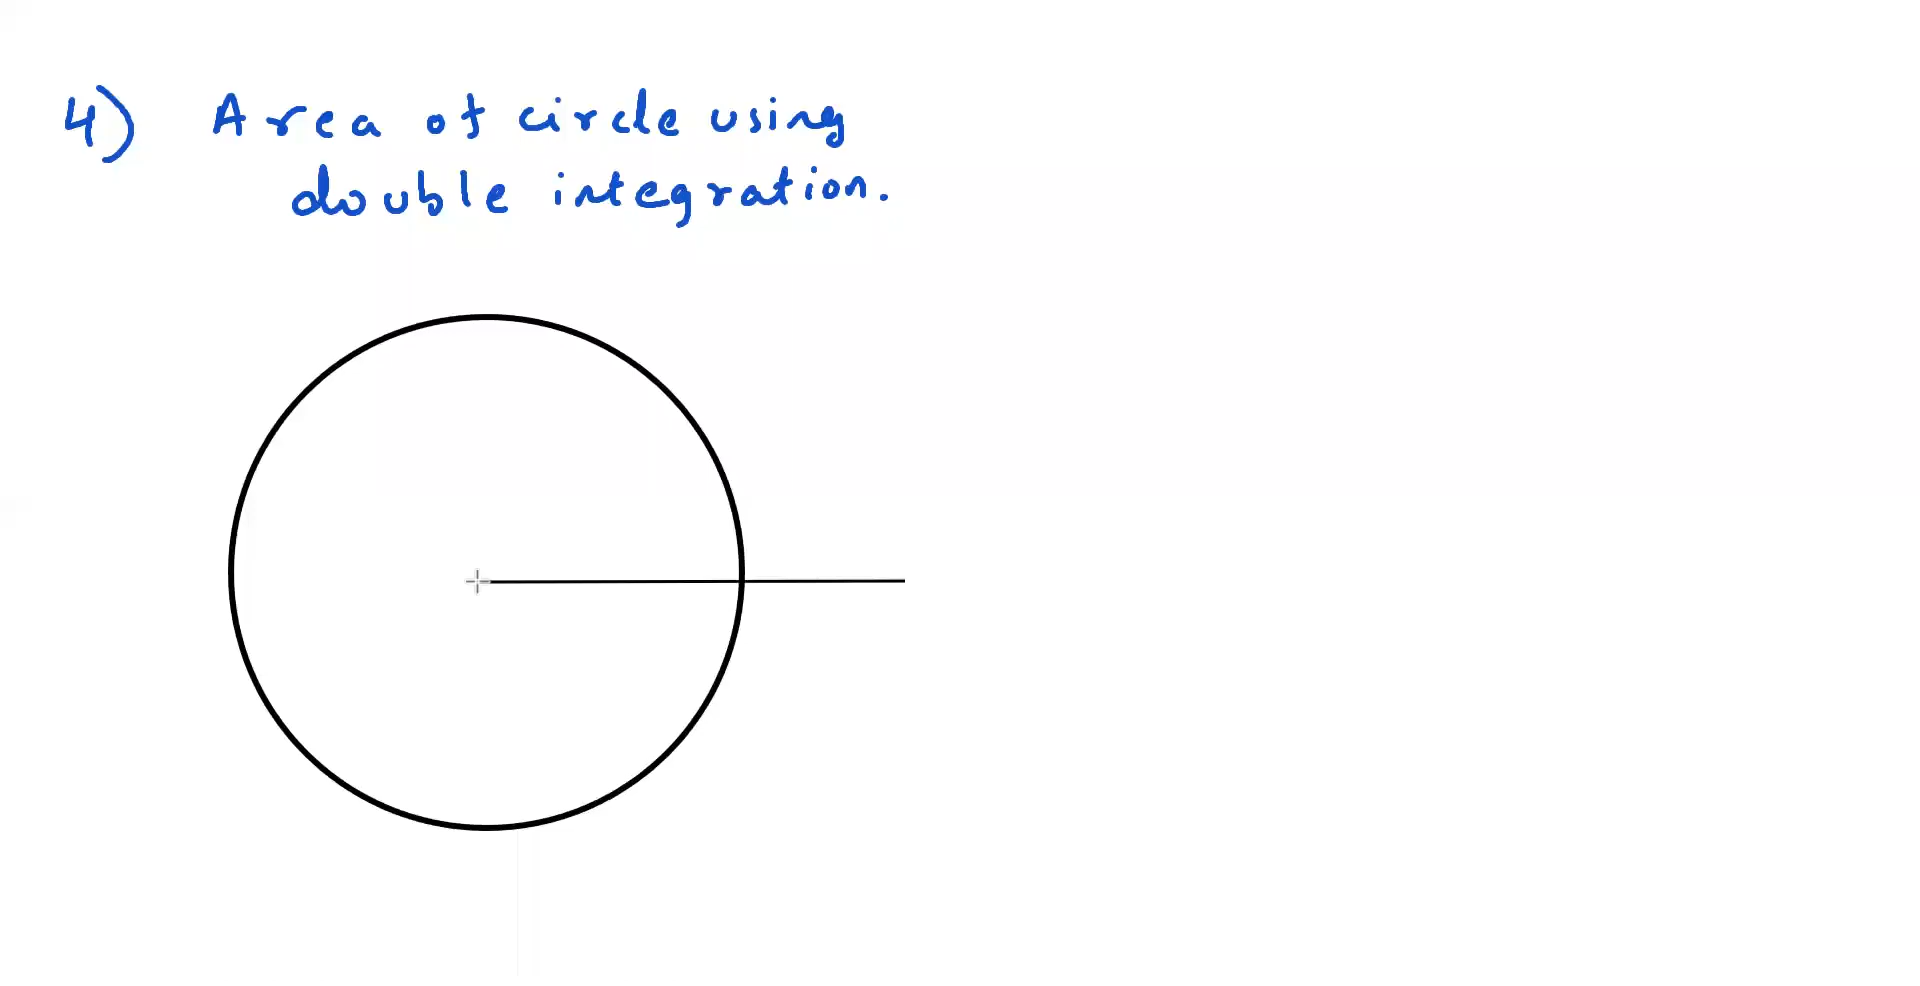 4) Area of circle using
double integration.